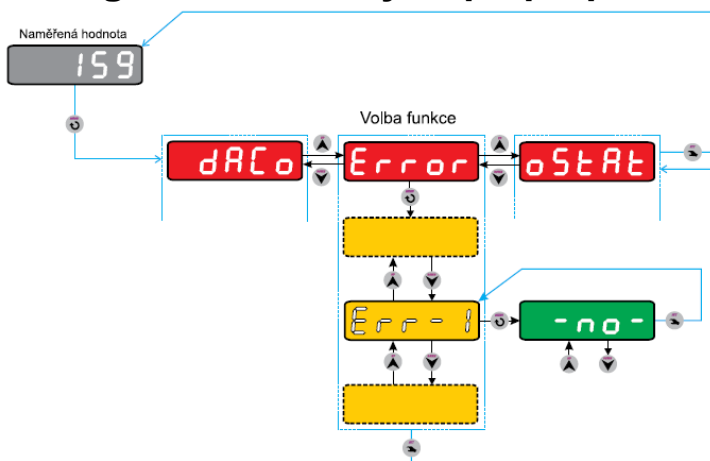 Naměřená hodnota
159
Volba funkce
dACo
Error
oStAt
Err-1
-no-